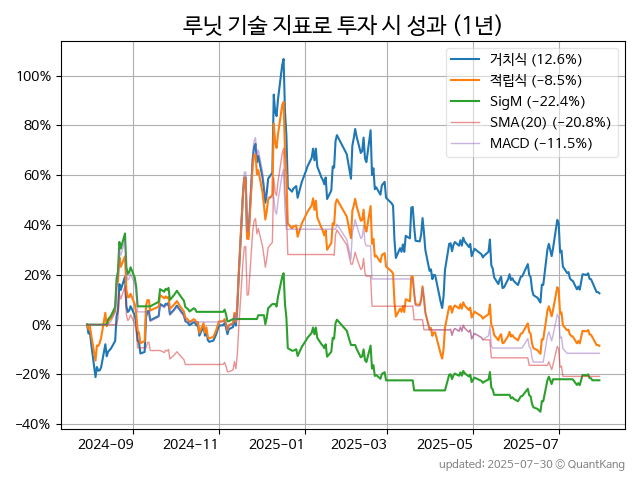 루닛 기술 지표로 투자 시 성과 (1년)
거치식 (12.6%)
적립식 (−8.5%)
SigM (−22.4%)
SMA(20) (−20.8%)
MACD (−11.5%)
100%
80%
60%
40%
20%
0%
−20%
−40%
2024-09 2024-11 2025-01 2025-03 2025-05 2025-07
updated: 2025-07-30 © QuantKang